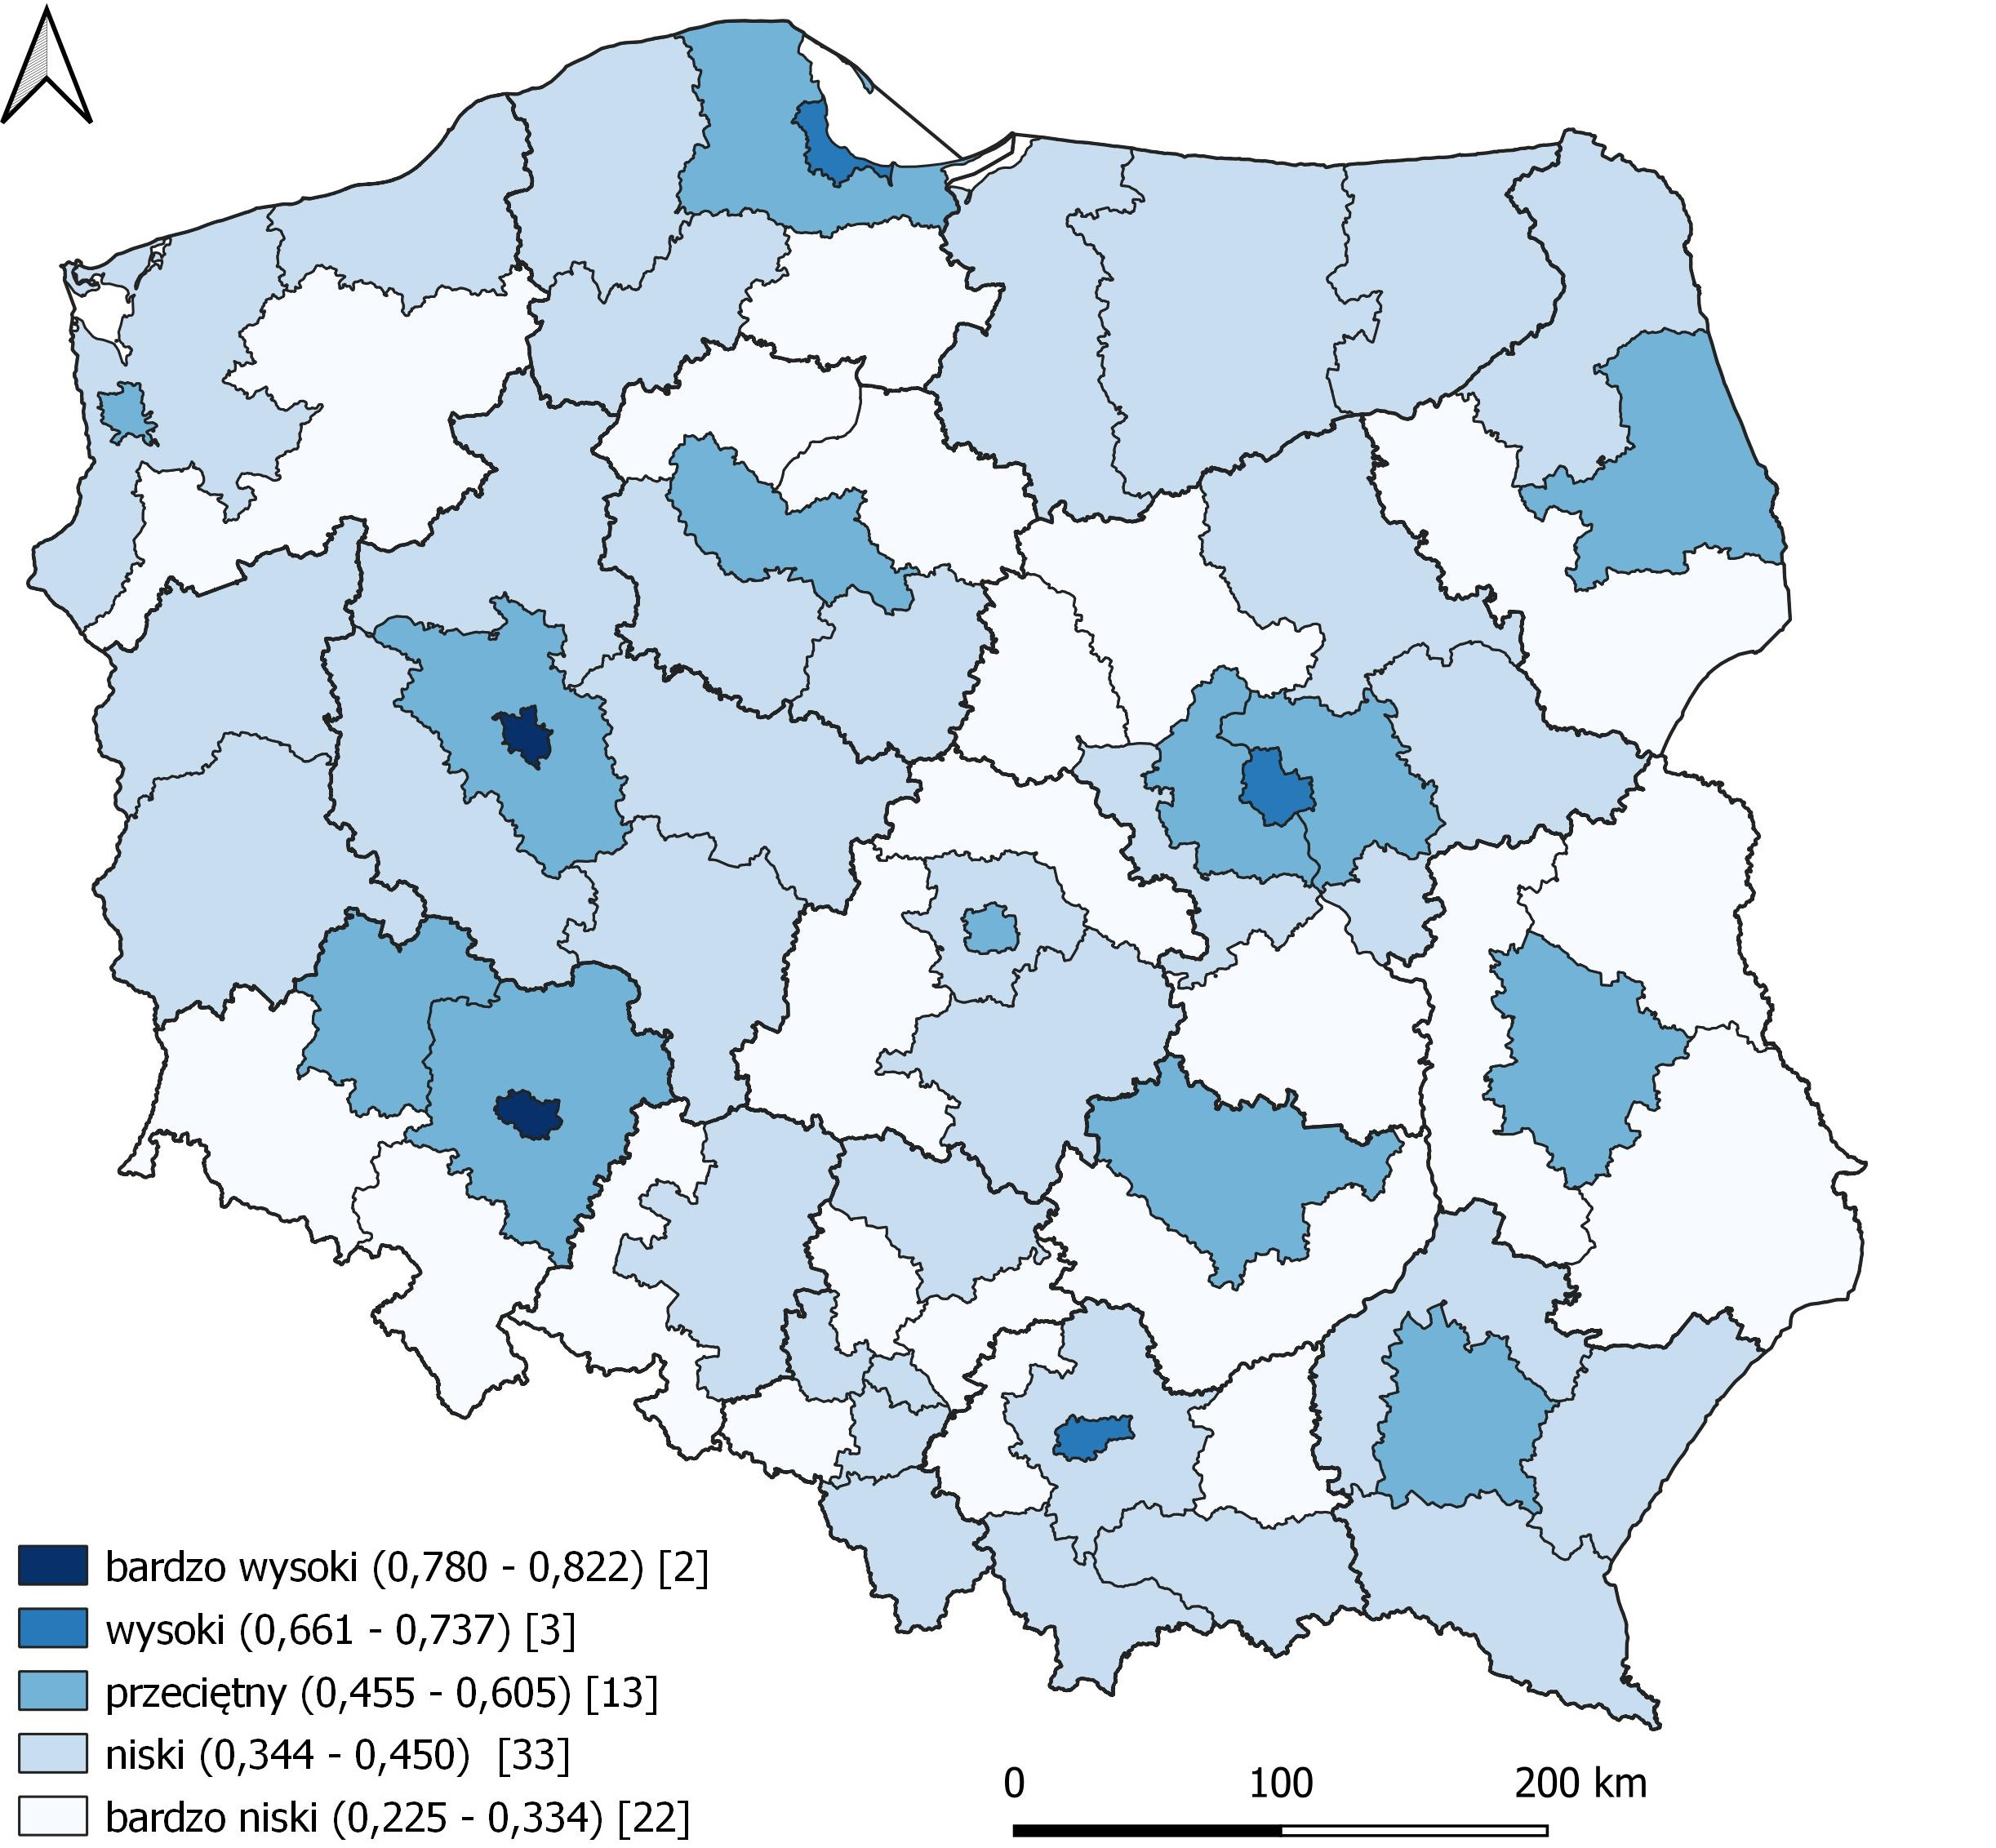 bardzo wysoki (0,780 - 0,822) [2]
wysoki (0,661 - 0,737) [3]
przeciętny (0,455 - 0,605) [13]
niski (0,344 - 0,450) [33]
bardzo niski (0,225 - 0,334) [22]
0 100 200 km